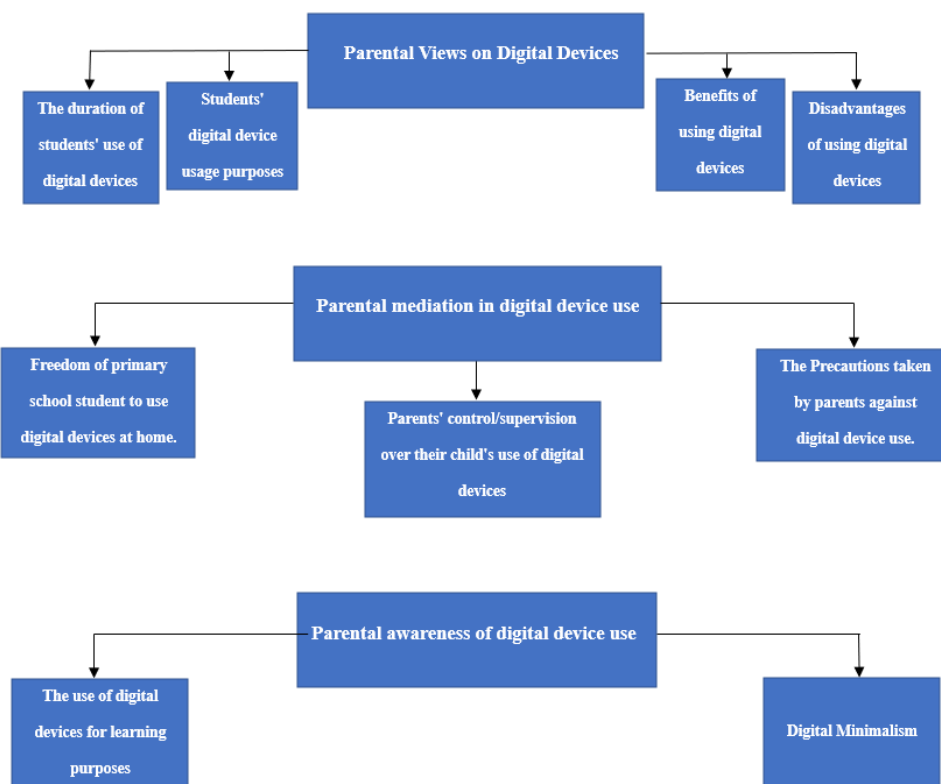 Parental Views on Digital Devices
The duration of
students' use of
digital devices
Students'
digital device
usage purposes
Benefits of
using digital
devices
Disadvantages
of using digital
devices
Parental mediation in digital device use
Freedom of primary
school student to use
digital devices at home.
Parents' control/supervision
over their child's use of digital
devices
The Precautions taken
by parents against
digital device use.
Parental awareness of digital device use
The use of digital
devices for learning
purposes
Digital Minimalism